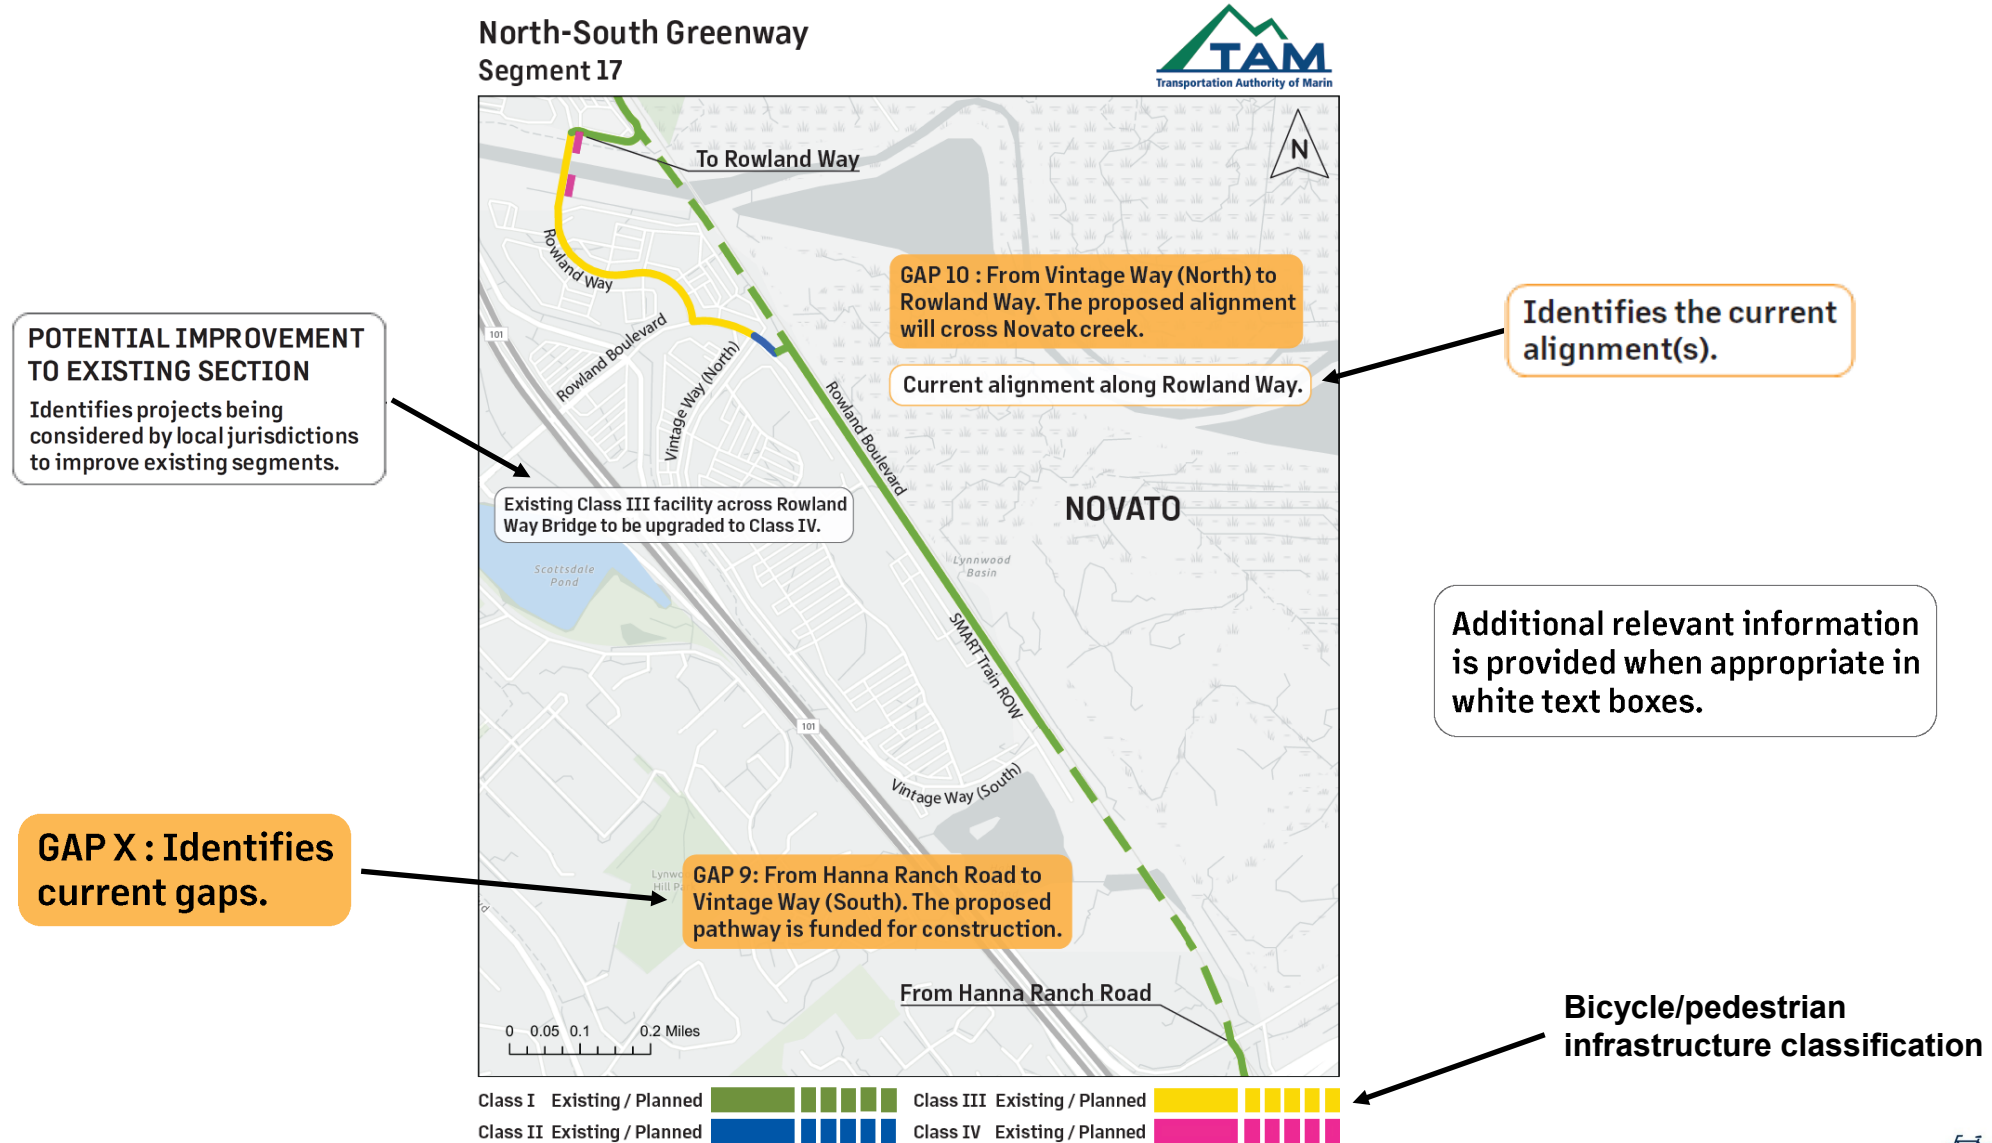 North-South Greenway
Segment 17
TAM
Transportation Authority of Marin
To Rowland Way
N
Rowland Way
GAP 10 : From Vintage Way (North) to
Rowland Way. The proposed alignment
will cross Novato creek.
Current alignment along Rowland Way.
Identifies the current
alignment(s).
POTENTIAL IMPROVEMENT
TO EXISTING SECTION
Identifies projects being
considered by local jurisdictions
to improve existing segments.
101
Rowland Boulevard
Vintage Way (North)
Rowland Boulevard
Existing Class III facility across Rowland
Way Bridge to be upgraded to Class IV.
NOVATO
Scottsdale
Pond
Lynnwood
Basin
SMART Train ROW
Additional relevant information
is provided when appropriate in
white text boxes.
101
Vintage Way (South)
GAP X : Identifies
current gaps.
GAP 9: From Hanna Ranch Road to
Vintage Way (South). The proposed
pathway is funded for construction.
Hill
From Hanna Ranch Road
0 0.05 0.1 0.2 Miles
Bicycle/pedestrian
infrastructure classification
Class I Existing / Planned
Class III Existing / Planned
Class II Existing / Planned
Class IV Existing / Planned